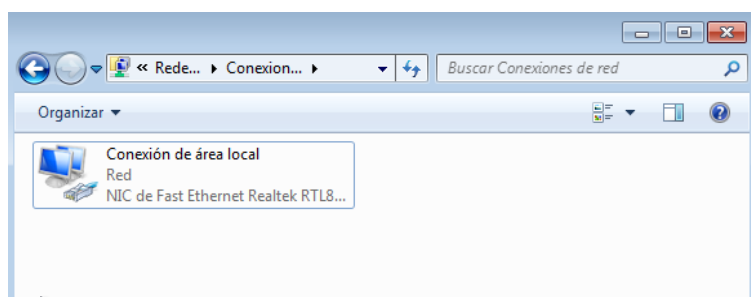 « Rede... Conexion...
Buscar Conexiones de red
Organizar
Conexión de área local
Red
NIC de Fast Ethernet Realtek RTL8...